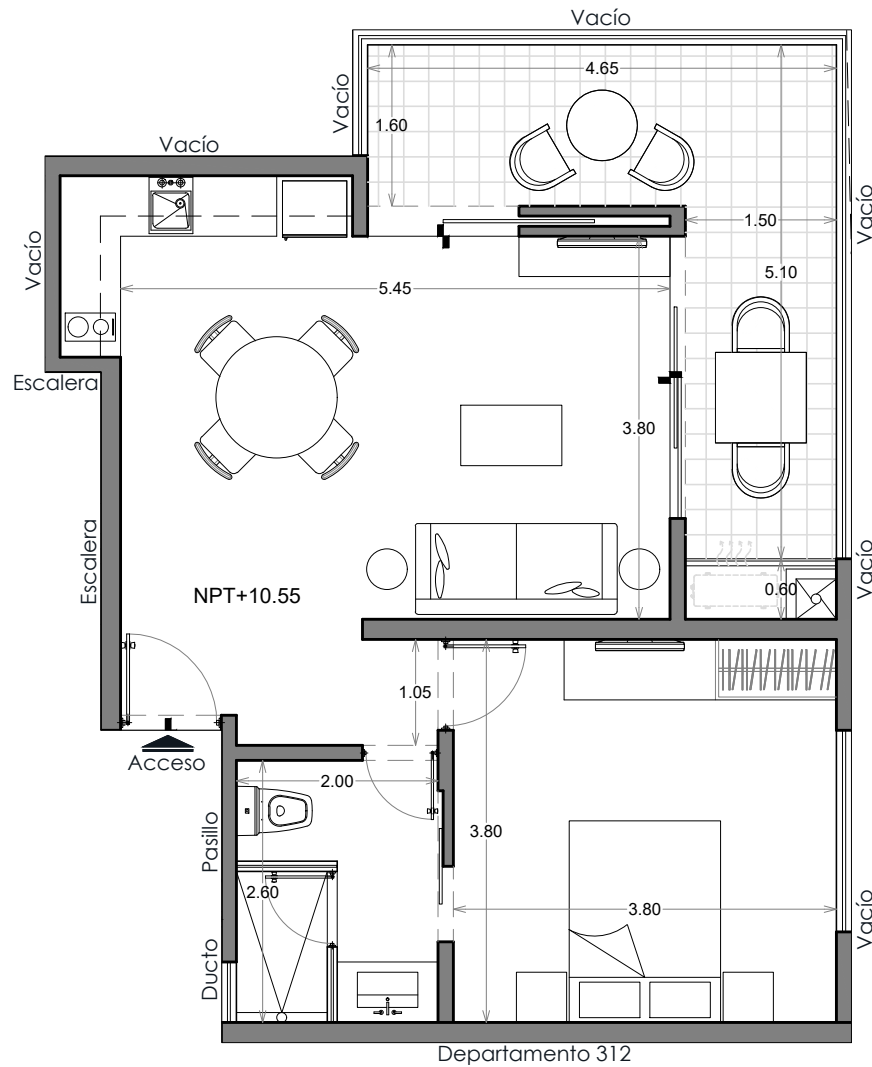 Vacío
4.65
Vacío
1.60
Vacío
Vacío
1.50
Vacío
5.10
5.45
Escalera
3.80
Escalera
Vacío
NPT+10.55
0.60
1.05
Acceso
2.00
Pasillo
3.80
2.60
3.80
Vacío
Ducto
Departamento 312